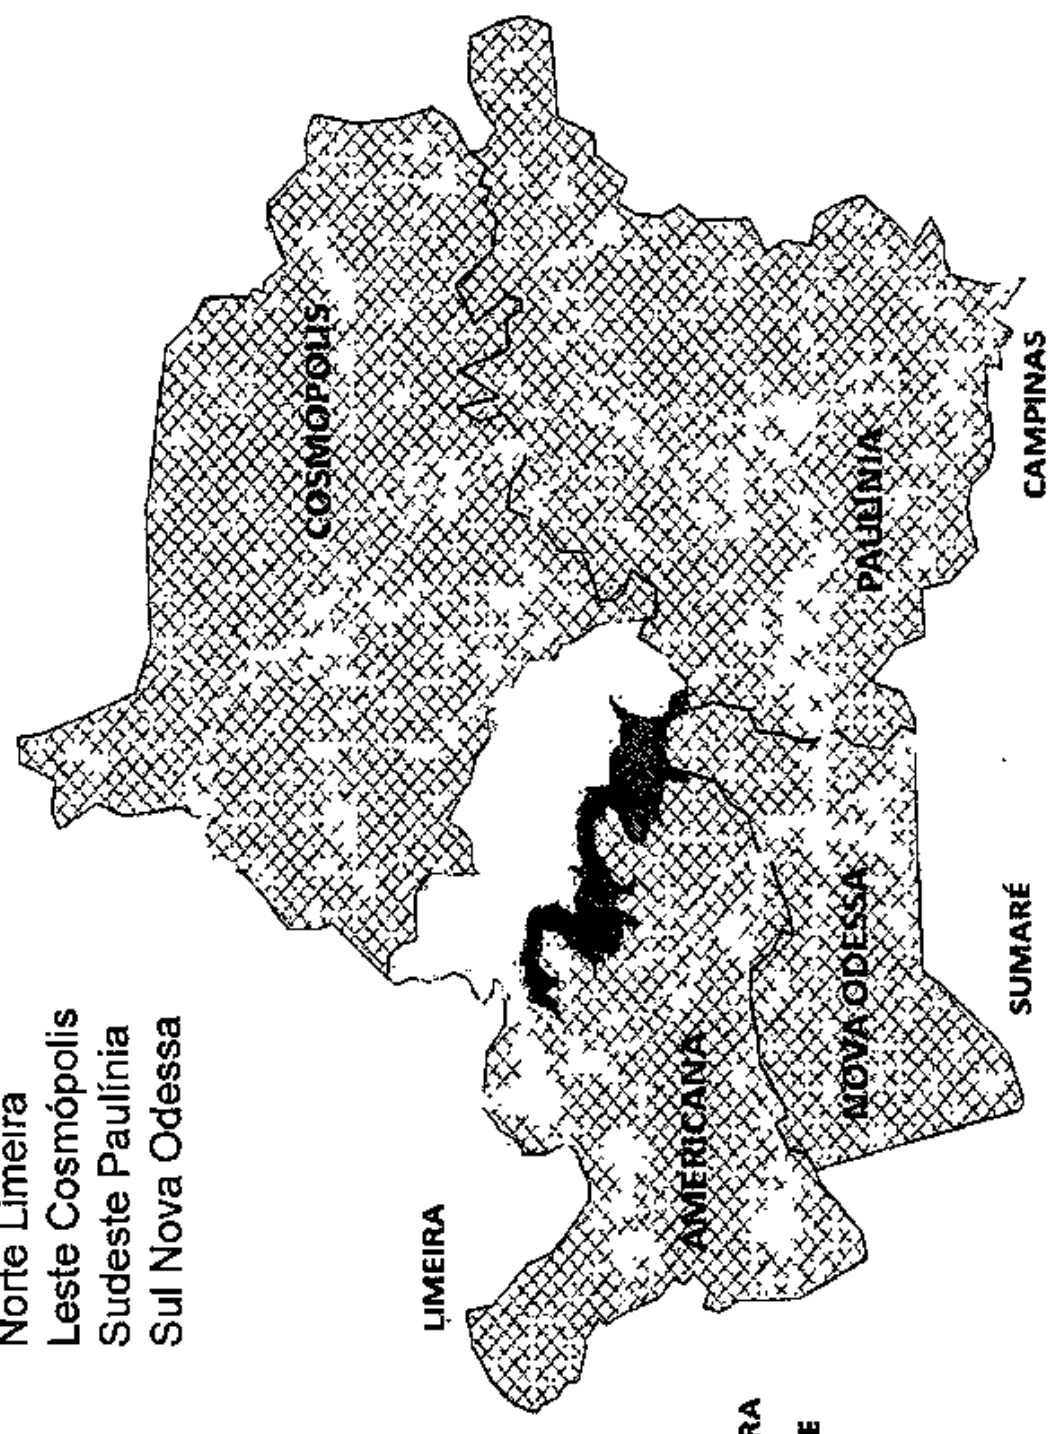 Norte Limeira
Leste Cosmópolis
Sudeste Paulínia
Sul Nova Odessa
LIMEIRA
COSMOPOLIS
AMERICANA
PAULINIA
NOVA ODESSA
SUMARÉ
CAMPINAS